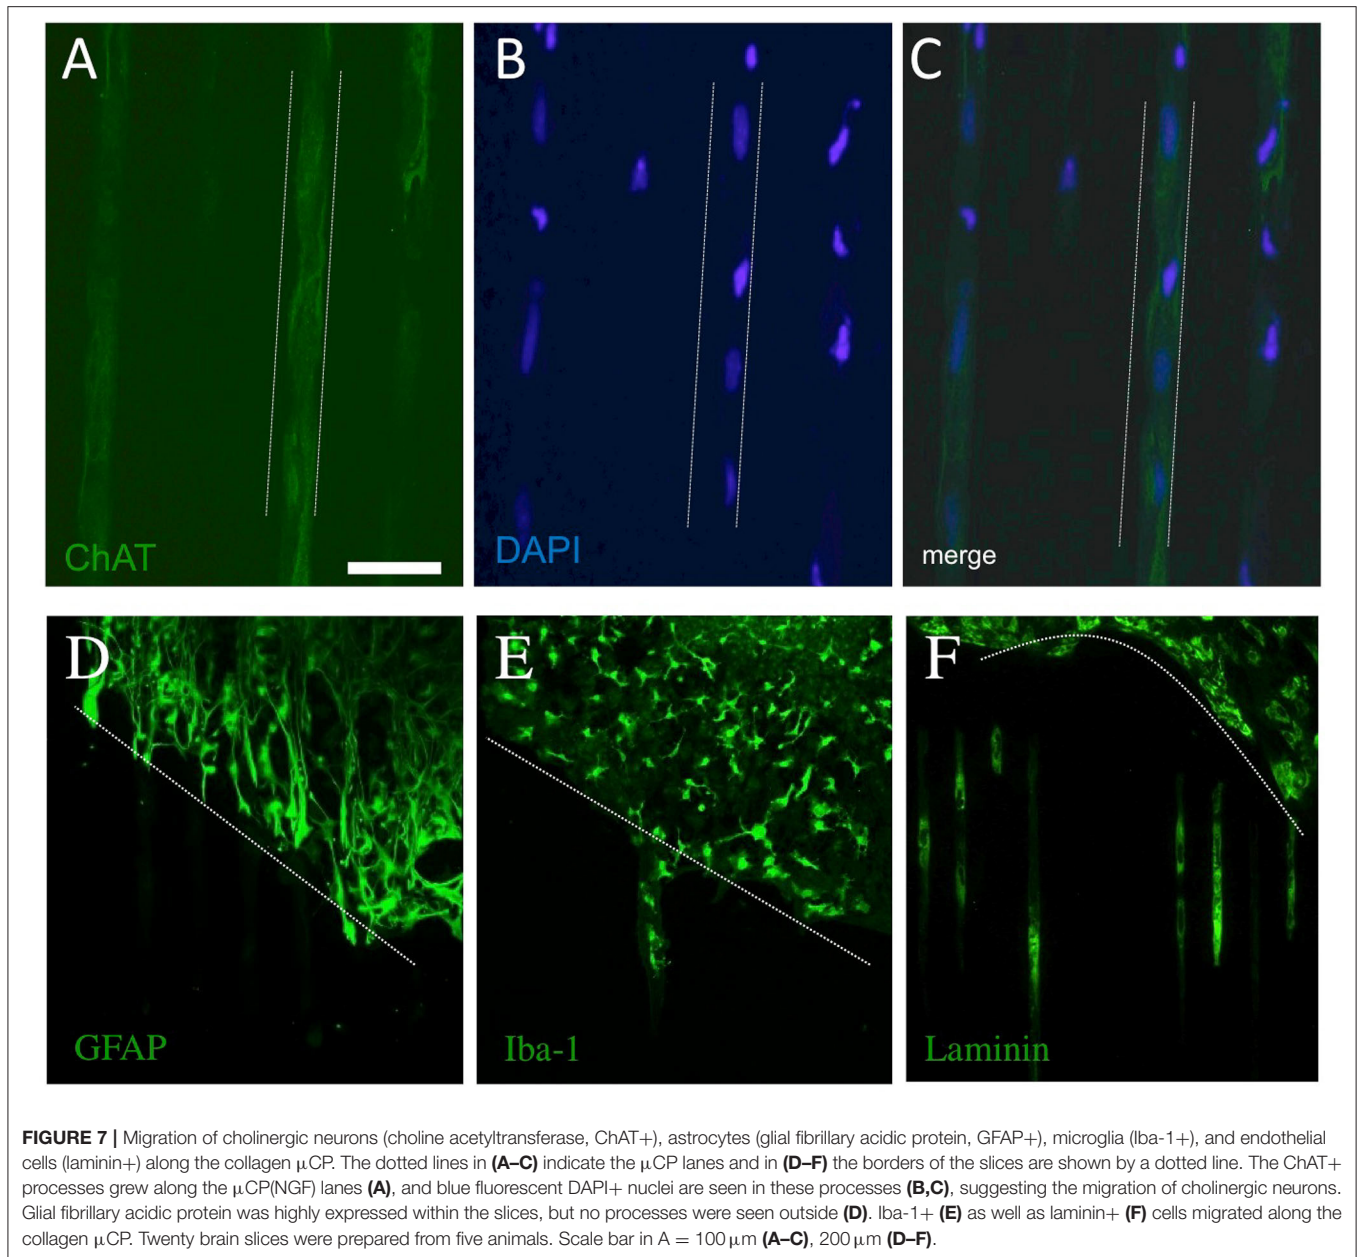 A
B
C
ChAT
DAPI
merge
D
E
F
GFAP
Iba-1
Laminin
FIGURE 7 | Migration of cholinergic neurons (choline acetyltransferase, ChAT+), astrocytes (glial fibrillary acidic protein, GFAP+), microglia (Iba-1+), and endothelial
cells (laminin+) along the collagen μCP. The dotted lines in (A–C) indicate the μCP lanes and in (D–F) the borders of the slices are shown by a dotted line. The ChAT+
processes grew along the μCP(NGF) lanes (A), and blue fluorescent DAPI+ nuclei are seen in these processes (B,C), suggesting the migration of cholinergic neurons.
Glial fibrillary acidic protein was highly expressed within the slices, but no processes were seen outside (D). Iba-1+ (E) as well as laminin+ (F) cells migrated along the
collagen μCP. Twenty brain slices were prepared from five animals. Scale bar in A = 100 μm (A–C), 200 μm (D–F).